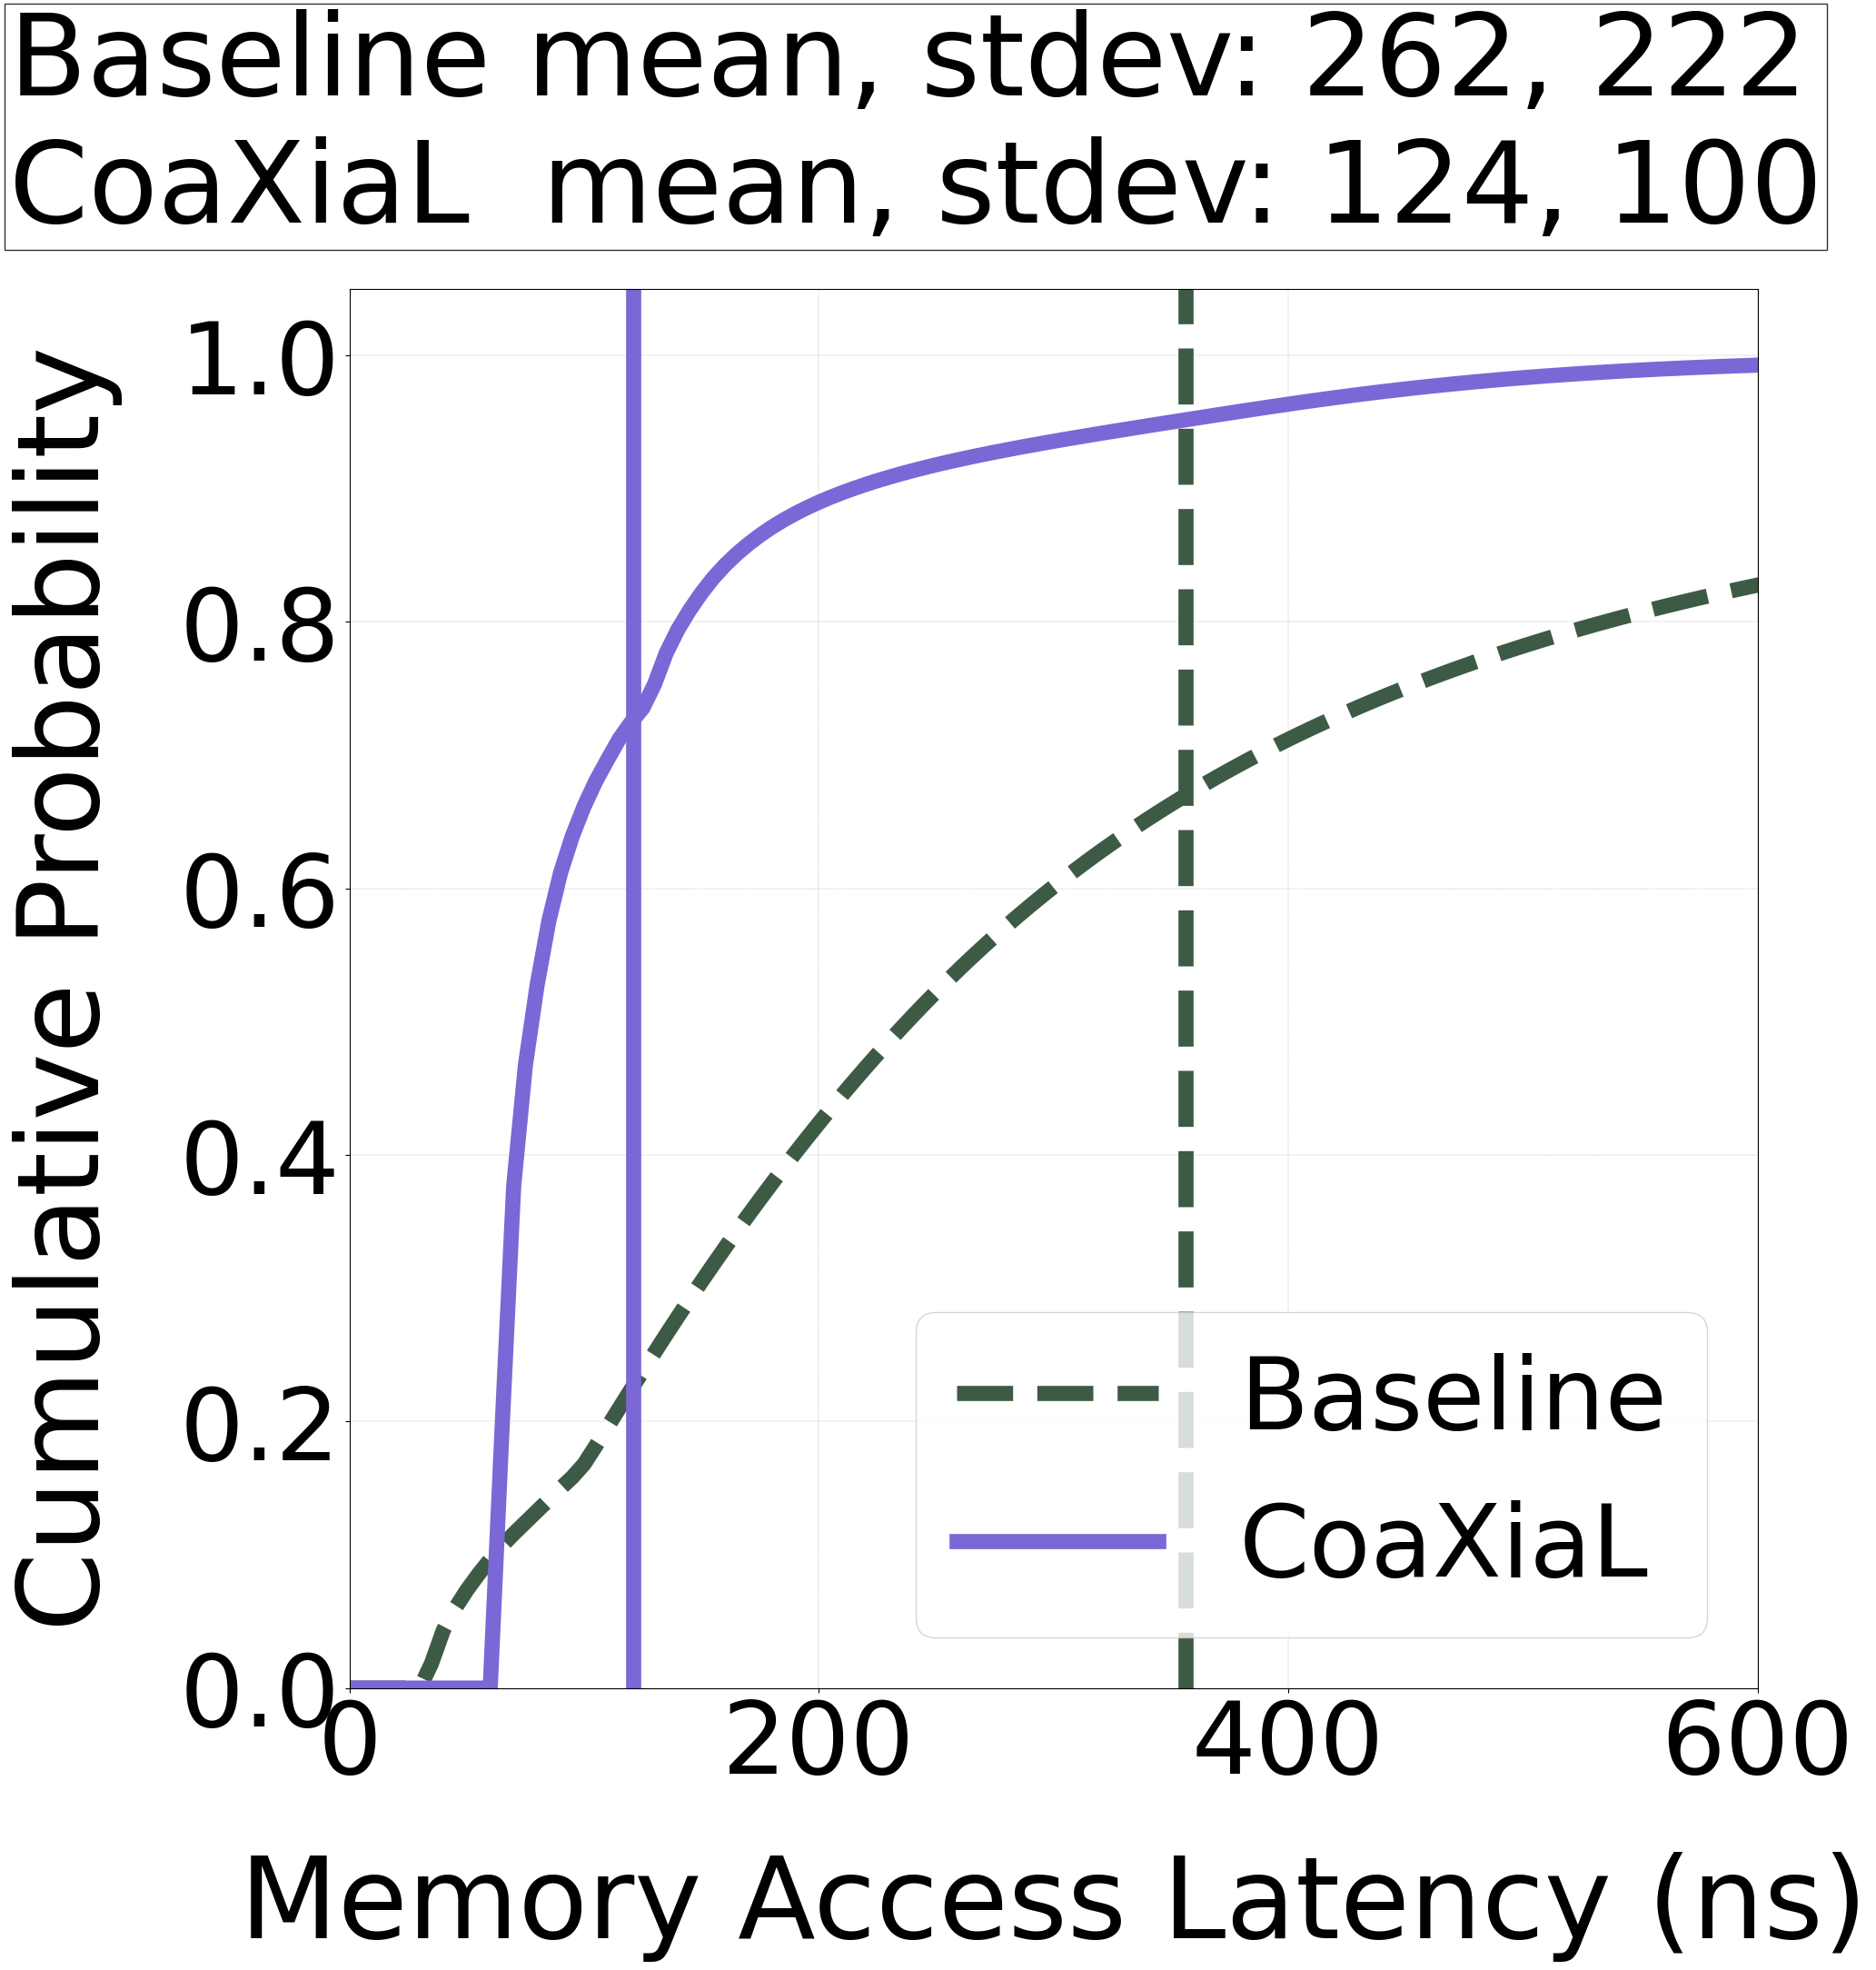 Baseline mean, stdev: 262, 222
CoaXiaL mean, stdev: 124, 100
Cumulative Probability
1.0
0.8
0.6
0.4
0.2
0.0
Baseline
CoaXiaL
0 200 400 600
Memory Access Latency (ns)